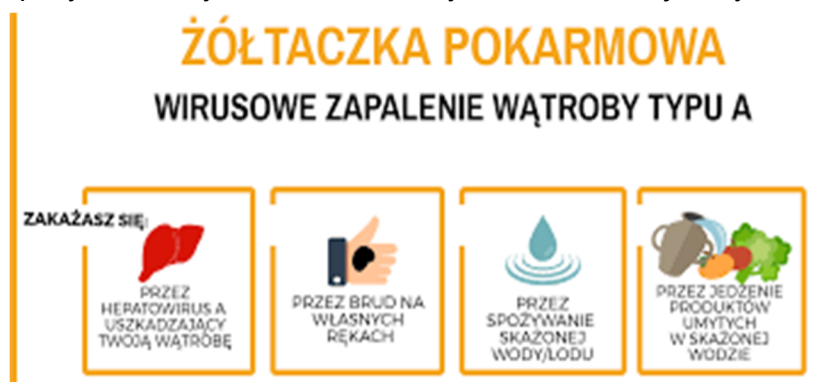 ŻÓŁTACZKA POKARMOWA
WIRUSOWE ZAPALENIE WĄTROBY TYPU A
ZAKAŻASZ SIĘ:
PRZEZ
HEPATOWIRUS A
USZKADZAJĄCY
TWOJĄ WĄTROBĘ
PRZEZ BRUD NA
WŁASNYCH
RĘKACH
PRZEZ
SPOŻYWANIE
SKAŻONEJ
WODY/LODU
PRZEZ JEDZENIE
PRODUKTÓW
UMYTYCH
W SKAŻONEJ
WODZIE